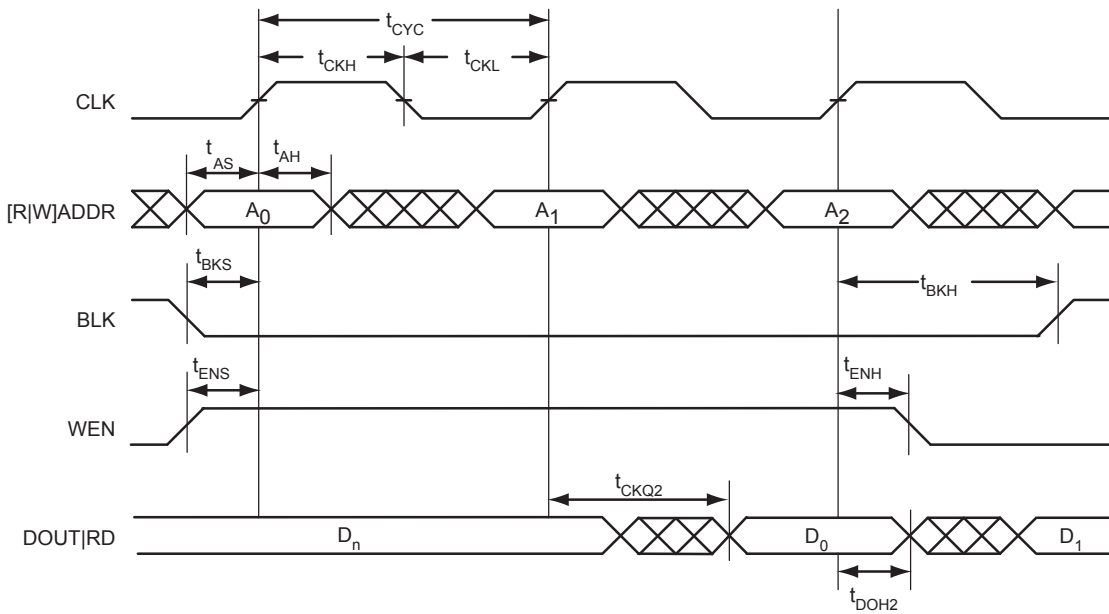 tCYC
tCKH tCKL
CLK
tAS tAH
[R|W]ADDR A0 A1 A2
tBKS tBKH
BLK
tENS tENH
WEN
tCKQ2
DOUT|RD Dn D0 D1
tDOH2